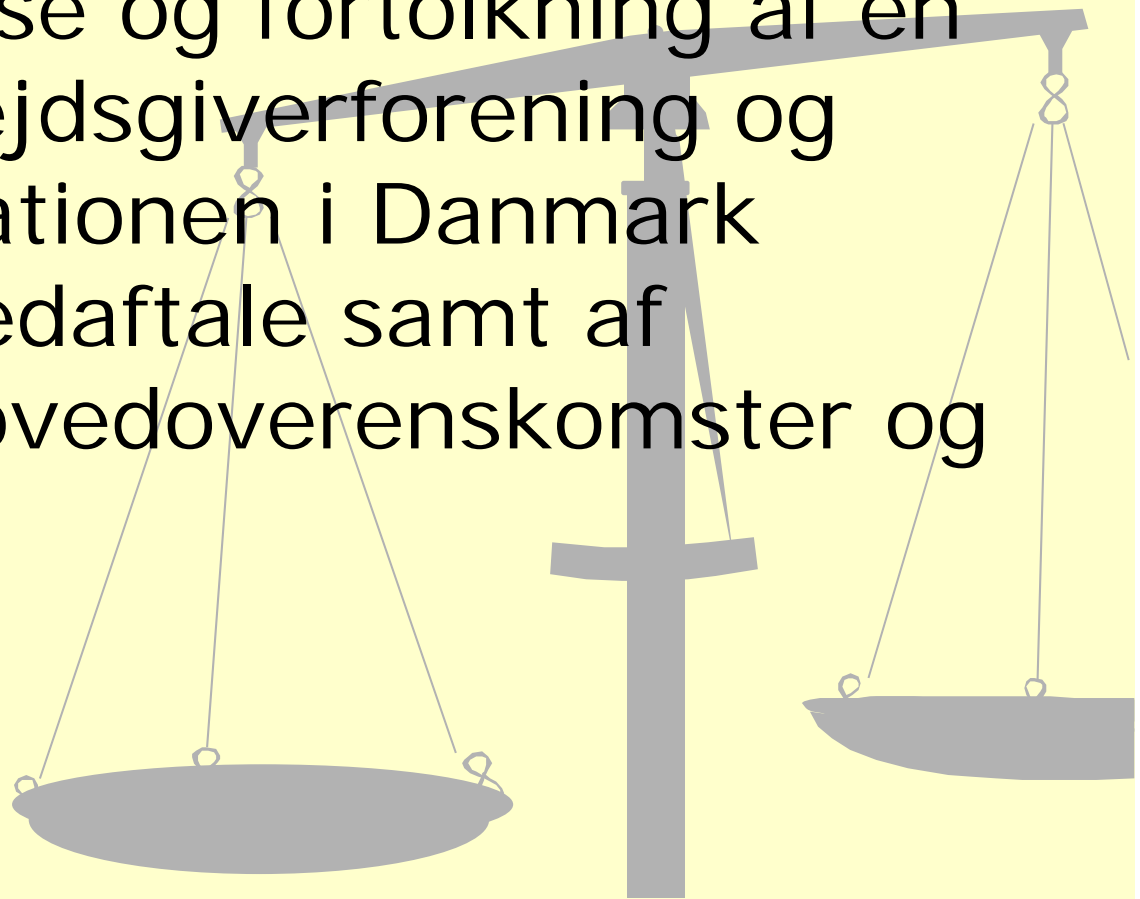 se og fortolkning af en
ejdsgiverforening og
ationen i Danmark
edaftale samt af
ovedoverenskomster og